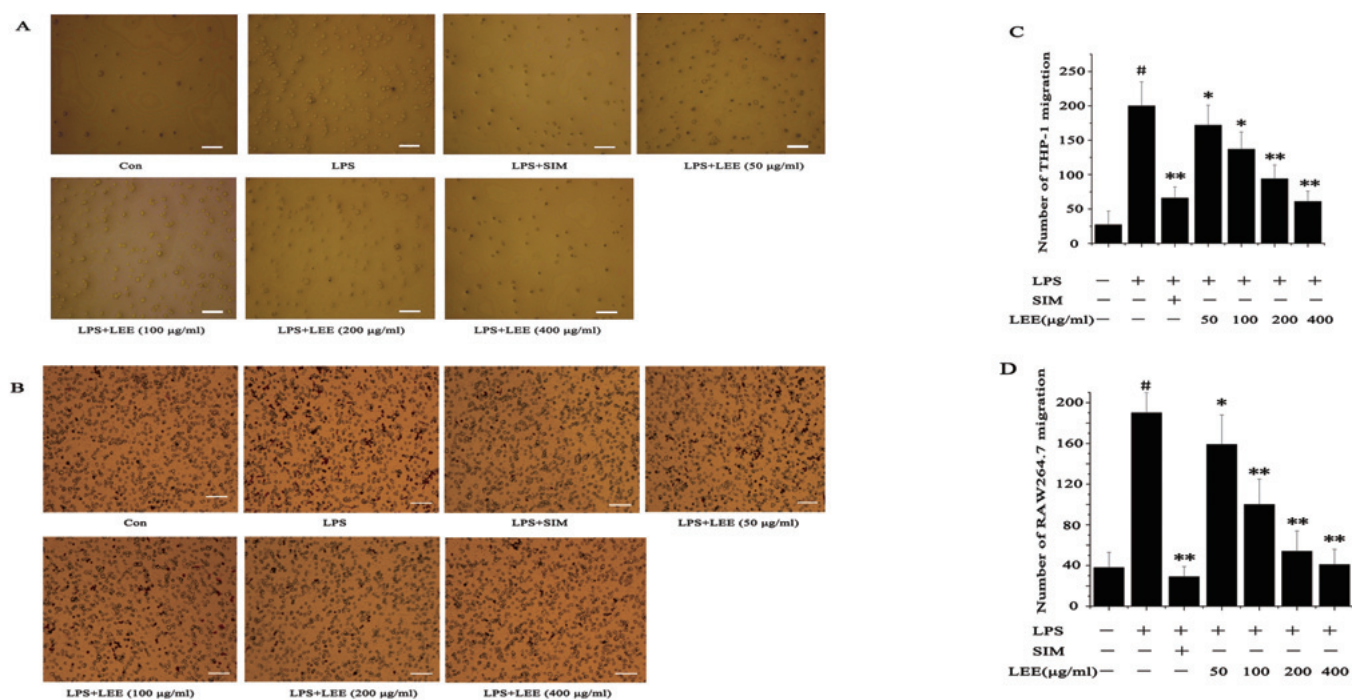 A
Con
LPS
LPS+SIM
LPS+LEE (50 µg/ml)
LPS+LEE (100 µg/ml)
LPS+LEE (200 µg/ml)
LPS+LEE (400 µg/ml)
B
Con
LPS
LPS+SIM
LPS+LEE (50 µg/ml)
LPS+LEE (100 µg/ml)
LPS+LEE (200 µg/ml)
LPS+LEE (400 µg/ml)
C
Number of THP-1 migration
250
200
150
100
50
0
# ** * * ** **
LPS − + + + + + +
SIM − − + − − − −
LEE(µg/ml) − − − 50 100 200 400
D
Number of RAW264.7 migration
200
160
120
80
40
0
# ** * ** ** **
LPS − + + + + + +
SIM − − + − − − −
LEE(µg/ml) − − − 50 100 200 400